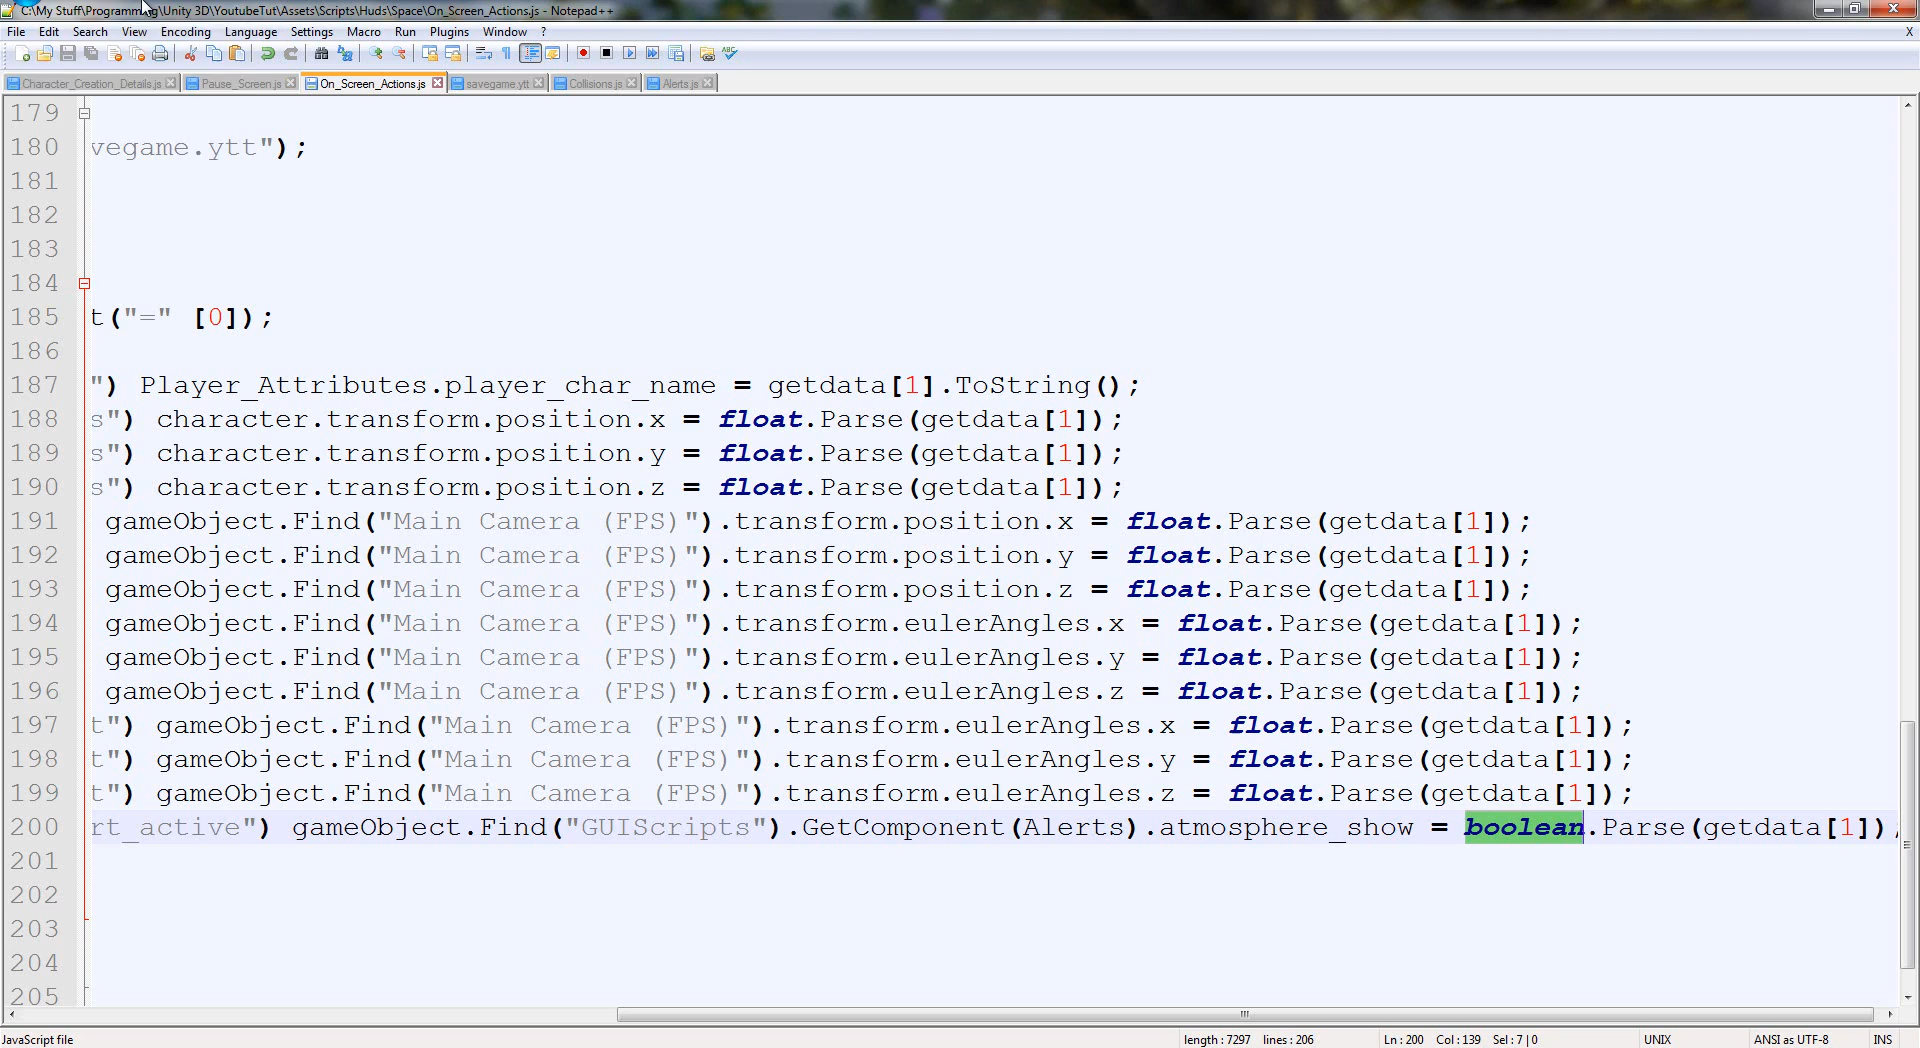 C:\My Stuff\Programming\Unity 3D\YoutubeTut\Assets\Scripts\Huds\Space\On_Screen_Actions.js - Notepad++
File Edit Search View Encoding Language Settings Macro Run Plugins Window ? X
Character_Creation_Details.js Pause_Screen.js On_Screen_Actions.js savegame.ytt Collisions.js Alerts.js
179
180 vegame.ytt");
181
182
183
184
185 t("=" [0]);
186
187 ") Player_Attributes.player_char_name = getdata[1].ToString();
188 s") character.transform.position.x = float.Parse(getdata[1]);
189 s") character.transform.position.y = float.Parse(getdata[1]);
190 s") character.transform.position.z = float.Parse(getdata[1]);
191 gameObject.Find("Main Camera (FPS)").transform.position.x = float.Parse(getdata[1]);
192 gameObject.Find("Main Camera (FPS)").transform.position.y = float.Parse(getdata[1]);
193 gameObject.Find("Main Camera (FPS)").transform.position.z = float.Parse(getdata[1]);
194 gameObject.Find("Main Camera (FPS)").transform.eulerAngles.x = float.Parse(getdata[1]);
195 gameObject.Find("Main Camera (FPS)").transform.eulerAngles.y = float.Parse(getdata[1]);
196 gameObject.Find("Main Camera (FPS)").transform.eulerAngles.z = float.Parse(getdata[1]);
197 t") gameObject.Find("Main Camera (FPS)").transform.eulerAngles.x = float.Parse(getdata[1]);
198 t") gameObject.Find("Main Camera (FPS)").transform.eulerAngles.y = float.Parse(getdata[1]);
199 t") gameObject.Find("Main Camera (FPS)").transform.eulerAngles.z = float.Parse(getdata[1]);
200 rt_active") gameObject.Find("GUIScripts").GetComponent(Alerts).atmosphere_show = boolean.Parse(getdata[1]);
201
202
203
204
205
JavaScript file length : 7297 lines : 206 Ln : 200 Col : 139 Sel : 7 | 0 UNIX ANSI as UTF-8 INS